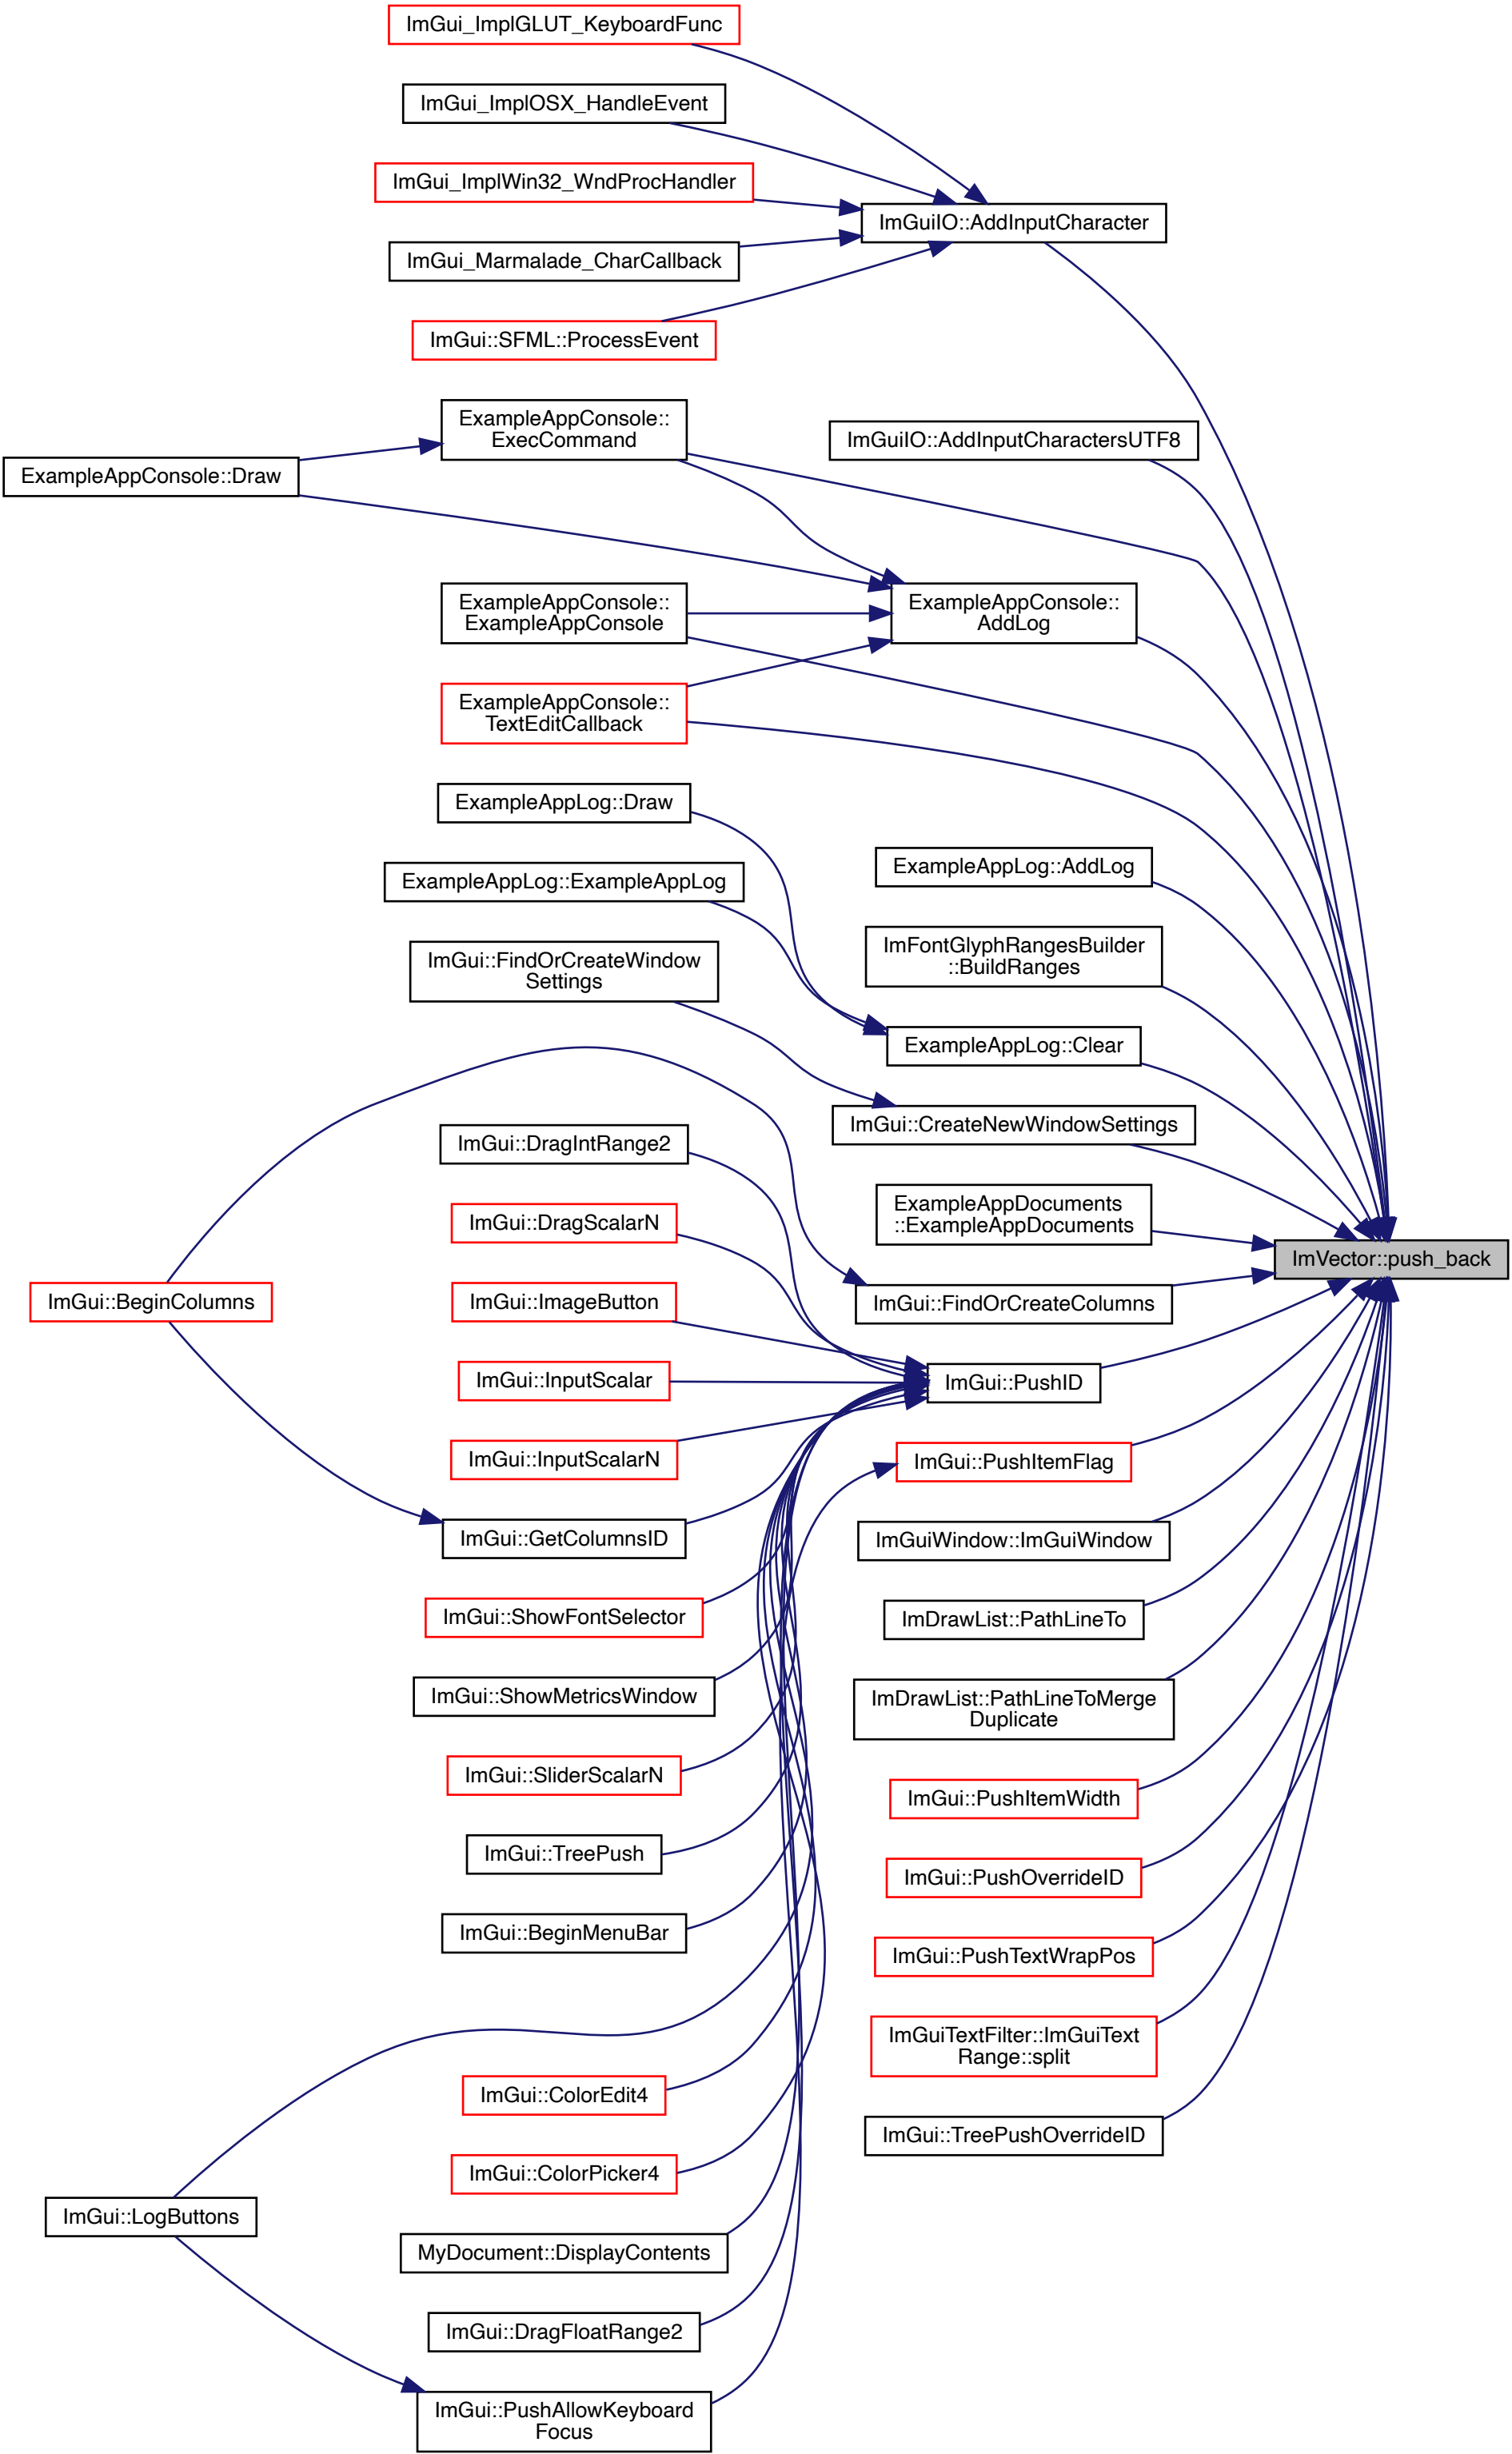 ImGui_ImplGLUT_KeyboardFunc
ImGui_ImplOSX_HandleEvent
ImGui_ImplWin32_WndProcHandler
ImGuiIO::AddInputCharacter
ImGui_Marmalade_CharCallback
ImGui::SFML::ProcessEvent
ExampleAppConsole::
ExecCommand
ImGuiIO::AddInputCharactersUTF8
ExampleAppConsole::Draw
ExampleAppConsole::
ExampleAppConsole
ExampleAppConsole::
AddLog
ExampleAppConsole::
TextEditCallback
ExampleAppLog::Draw
ExampleAppLog::AddLog
ExampleAppLog::ExampleAppLog
ImFontGlyphRangesBuilder
::BuildRanges
ImGui::FindOrCreateWindow
Settings
ExampleAppLog::Clear
ImGui::CreateNewWindowSettings
ImGui::DragIntRange2
ExampleAppDocuments
::ExampleAppDocuments
ImGui::DragScalarN
ImVector::push_back
ImGui::BeginColumns
ImGui::ImageButton
ImGui::FindOrCreateColumns
ImGui::InputScalar
ImGui::PushID
ImGui::InputScalarN
ImGui::PushItemFlag
ImGui::GetColumnsID
ImGuiWindow::ImGuiWindow
ImGui::ShowFontSelector
ImDrawList::PathLineTo
ImGui::ShowMetricsWindow
ImDrawList::PathLineToMerge
Duplicate
ImGui::SliderScalarN
ImGui::PushItemWidth
ImGui::TreePush
ImGui::PushOverrideID
ImGui::BeginMenuBar
ImGui::PushTextWrapPos
ImGuiTextFilter::ImGuiText
Range::split
ImGui::ColorEdit4
ImGui::TreePushOverrideID
ImGui::ColorPicker4
ImGui::LogButtons
MyDocument::DisplayContents
ImGui::DragFloatRange2
ImGui::PushAllowKeyboard
Focus